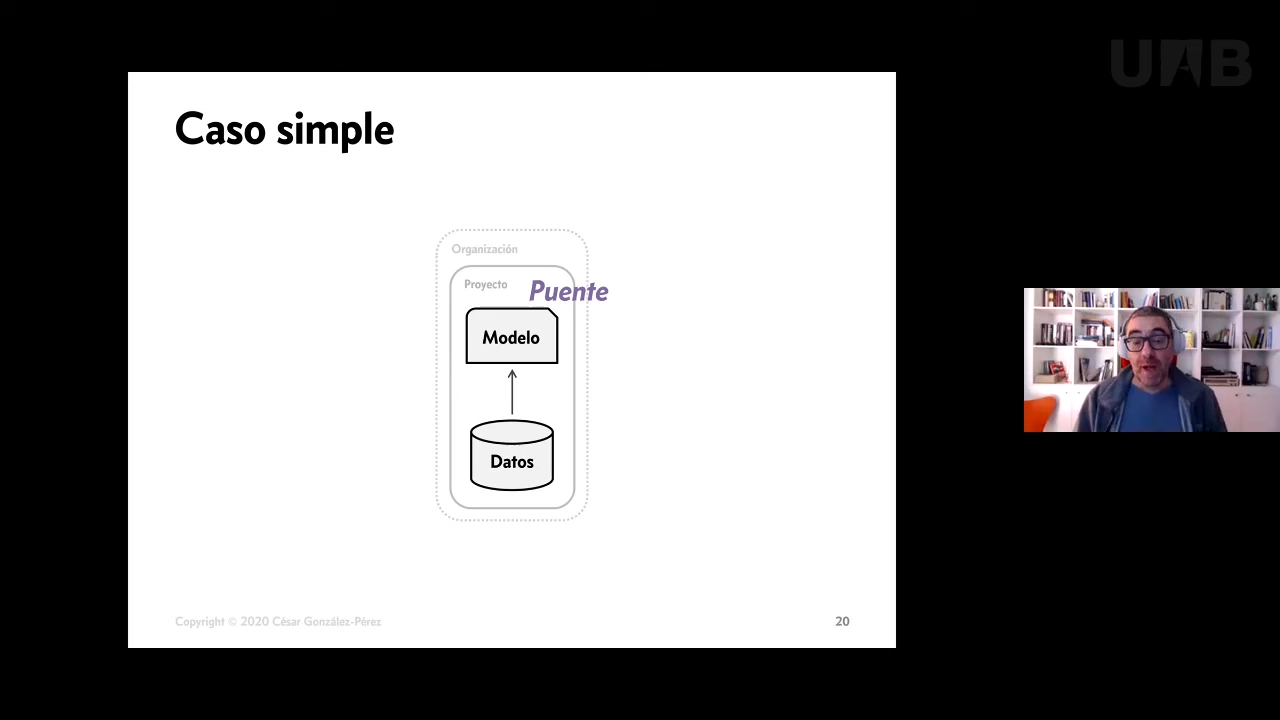 UAB
Caso simple
Organización
Proyecto
Puente
Modelo
Datos
Copyright © 2020 César González-Pérez
20